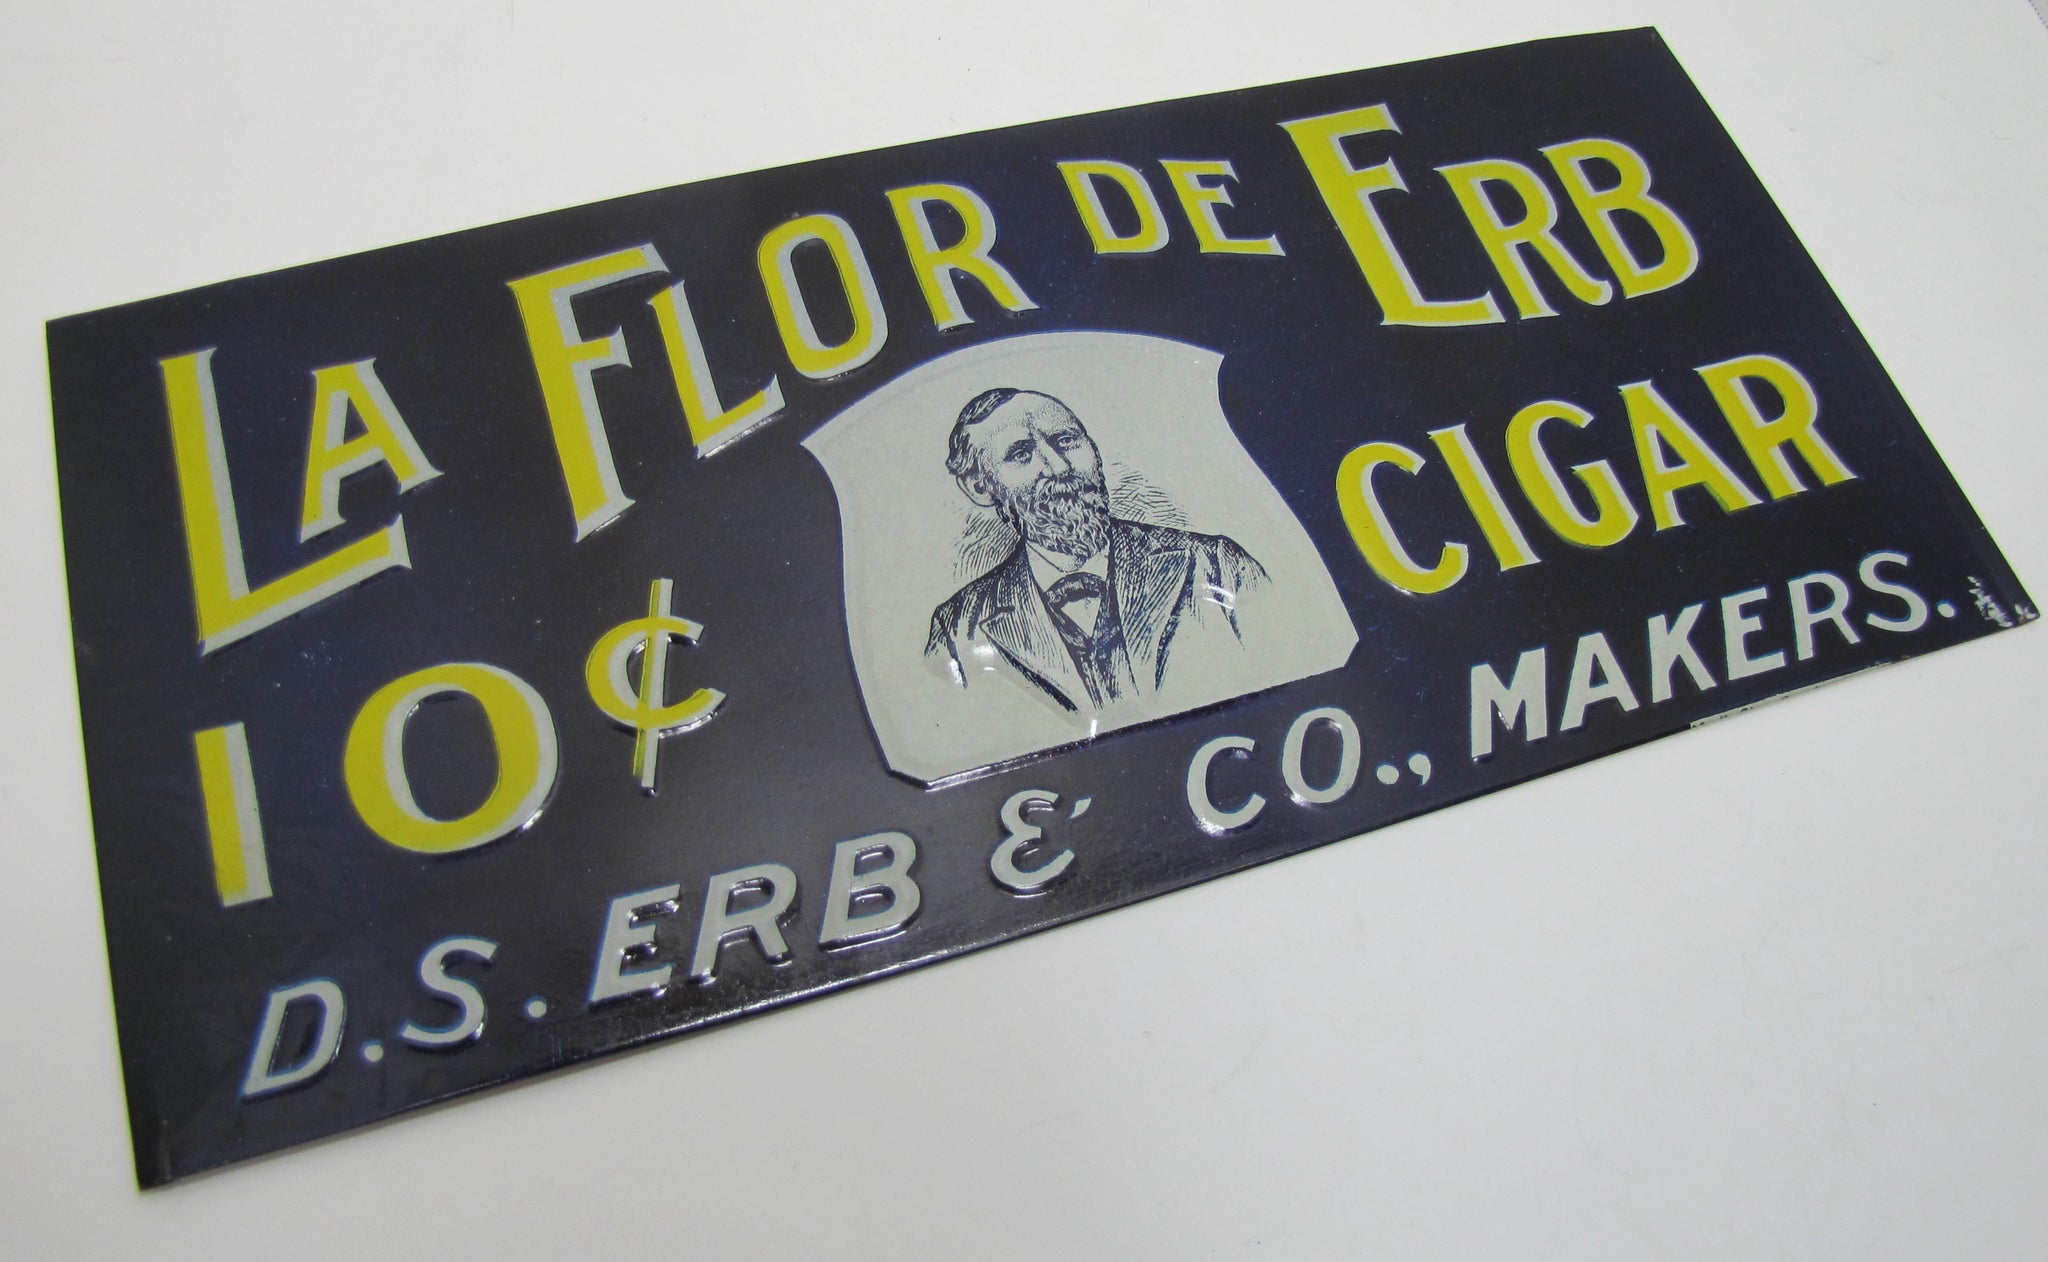 LA FLOR DE ERB
10¢ CIGAR
D.S. ERB & CO., MAKERS.